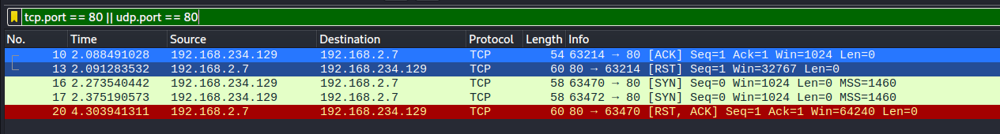 tcp.port == 80 || udp.port == 80
No. Time Source Destination Protocol Length Info
10 2.088491028 192.168.234.129 192.168.2.7 TCP 54 63214 → 80 [ACK] Seq=1 Ack=1 Win=1024 Len=0
13 2.091283532 192.168.2.7 192.168.234.129 TCP 60 80 → 63214 [RST] Seq=1 Win=32767 Len=0
16 2.273540442 192.168.234.129 192.168.2.7 TCP 58 63470 → 80 [SYN] Seq=0 Win=1024 Len=0 MSS=1460
17 2.375190573 192.168.234.129 192.168.2.7 TCP 58 63472 → 80 [SYN] Seq=0 Win=1024 Len=0 MSS=1460
20 4.303941311 192.168.2.7 192.168.234.129 TCP 60 80 → 63470 [RST, ACK] Seq=1 Ack=1 Win=64240 Len=0